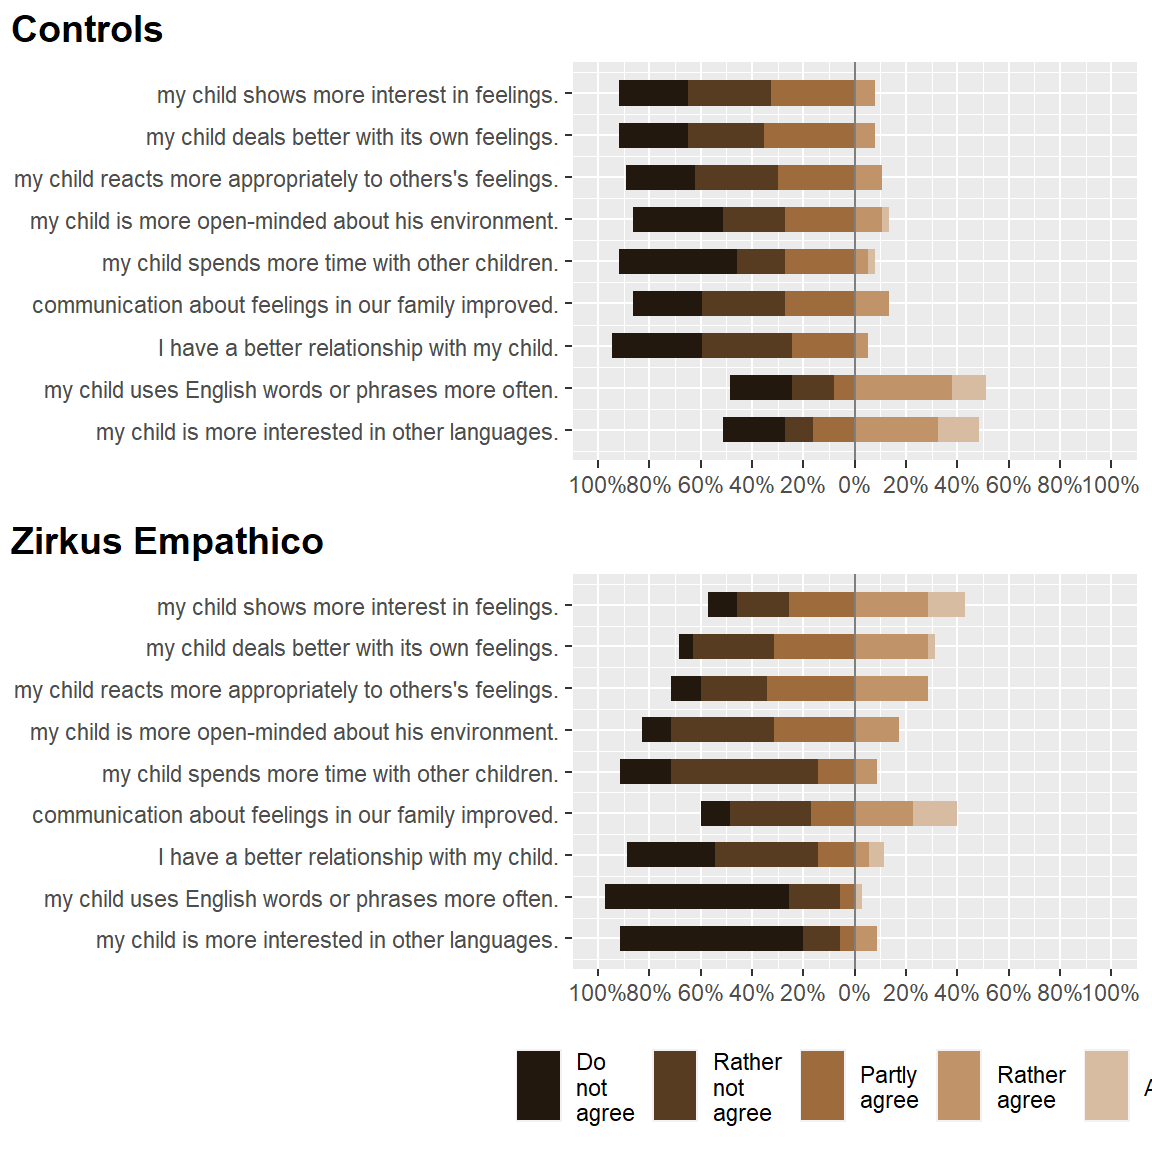 Controls
my child shows more interest in feelings.
my child deals better with its own feelings.
my child reacts more appropriately to others's feelings.
my child is more open-minded about his environment.
my child spends more time with other children.
communication about feelings in our family improved.
I have a better relationship with my child.
my child uses English words or phrases more often.
my child is more interested in other languages.
100% 80% 60% 40% 20% 0% 20% 40% 60% 80% 100%
Zirkus Empathico
my child shows more interest in feelings.
my child deals better with its own feelings.
my child reacts more appropriately to others's feelings.
my child is more open-minded about his environment.
my child spends more time with other children.
communication about feelings in our family improved.
I have a better relationship with my child.
my child uses English words or phrases more often.
my child is more interested in other languages.
100% 80% 60% 40% 20% 0% 20% 40% 60% 80% 100%
Do
not
agree
Rather
not
agree
Partly
agree
Rather
agree